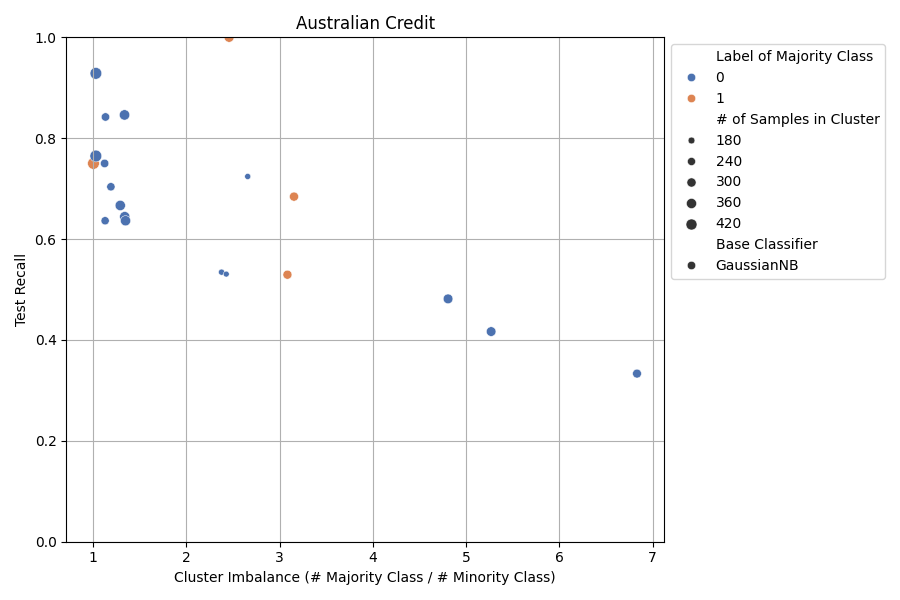 Australian Credit
1.0
0.8
0.6
0.4
0.2
0.0
Test Recall
1 2 3 4 5 6 7
Cluster Imbalance (# Majority Class / # Minority Class)
Label of Majority Class
0
1
# of Samples in Cluster
180
240
300
360
420
Base Classifier
GaussianNB